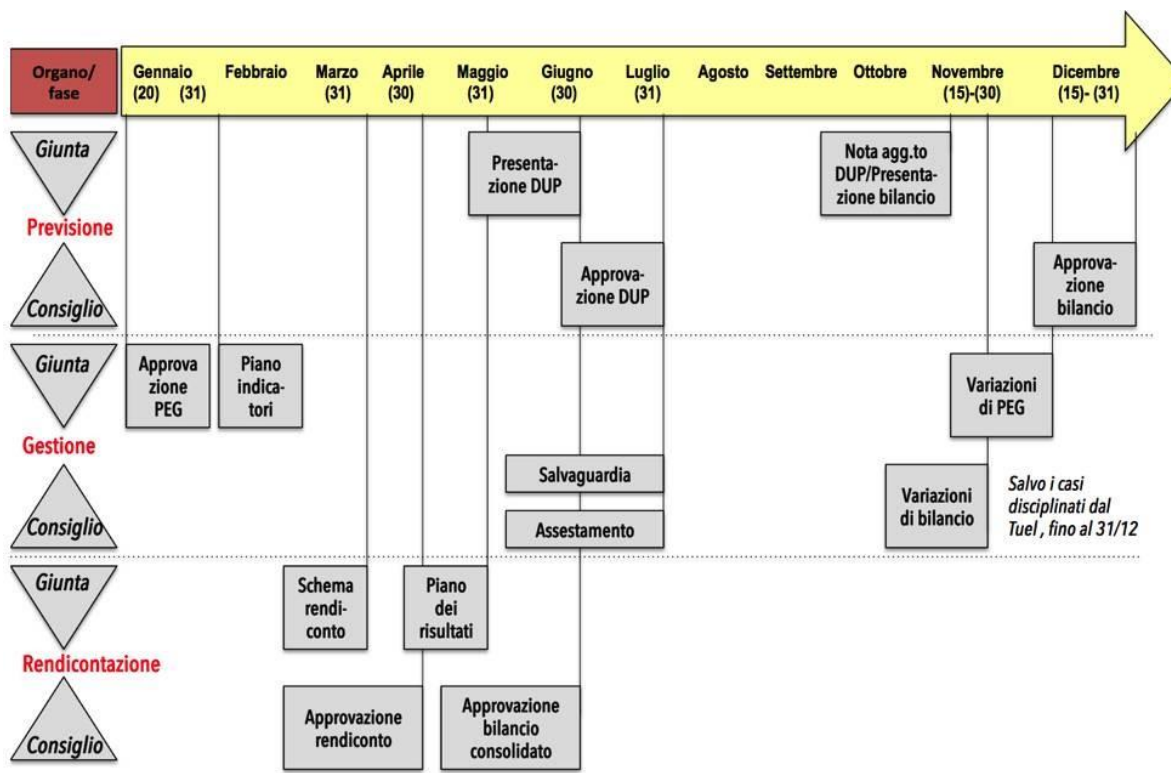 Organo/
fase
Gennaio
(20) (31)
Febbraio
Marzo
(31)
Aprile
(30)
Maggio
(31)
Giugno
(30)
Luglio
(31)
Agosto
Settembre
Ottobre
Novembre
(15)-(30)
Dicembre
(15)- (31)
Giunta
Presenta-
zione DUP
Nota agg.to
DUP/Presenta-
zione bilancio
Previsione
Consiglio
Approva-
zione DUP
Approva-
zione
bilancio
Giunta
Approva
zione
PEG
Piano
indica-
tori
Variazioni
di PEG
Gestione
Consiglio
Salvaguardia
Assestamento
Variazioni
di bilancio
Salvo i casi
disciplinati dal
Tuel , fino al 31/12
Giunta
Schema
rendi-
conto
Piano
dei
risultati
Rendicontazione
Consiglio
Approvazione
rendiconto
Approvazione
bilancio
consolidato